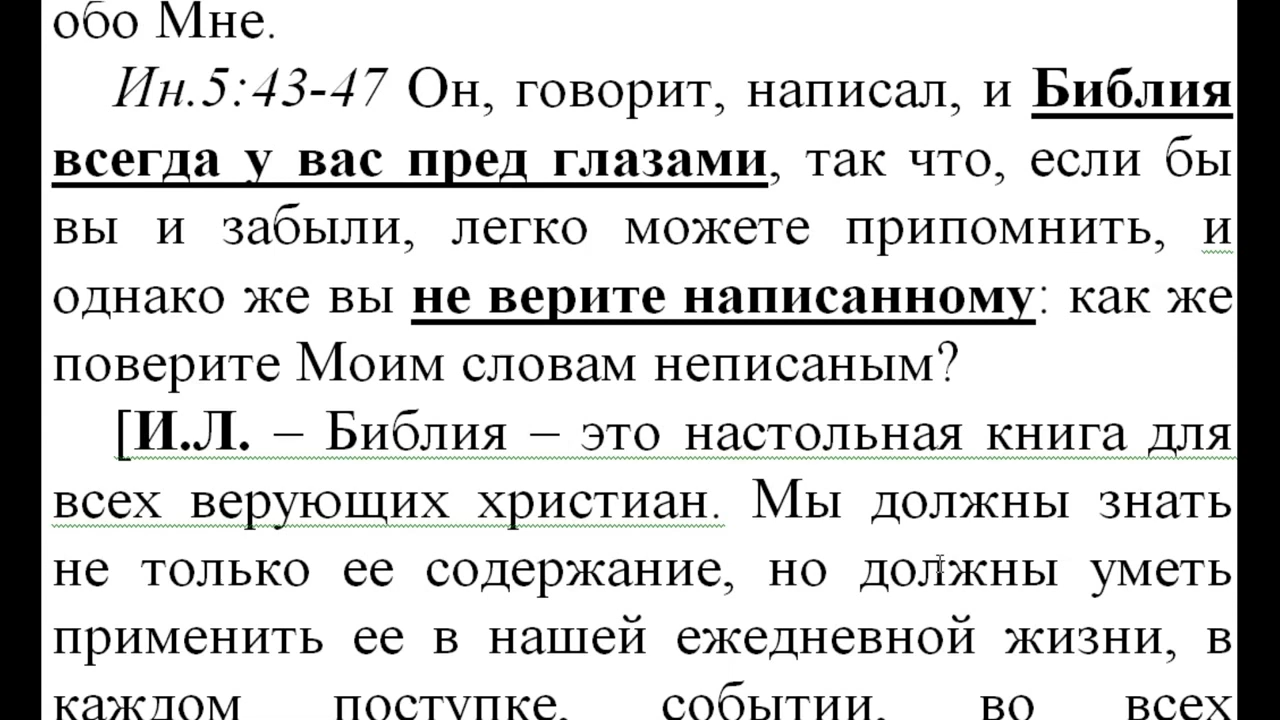 обо Мне.
Ин.5:43-47 Он, говорит, написал, и Библия
всегда у вас пред глазами, так что, если бы
вы и забыли, легко можете припомнить, и
однако же вы не верите написанному: как же
поверите Моим словам неписаным?
[И.Л. – Библия – это настольная книга для
всех верующих христиан. Мы должны знать
не только ее содержание, но должны уметь
применить ее в нашей ежедневной жизни, в
каждом поступке, событии, во всех